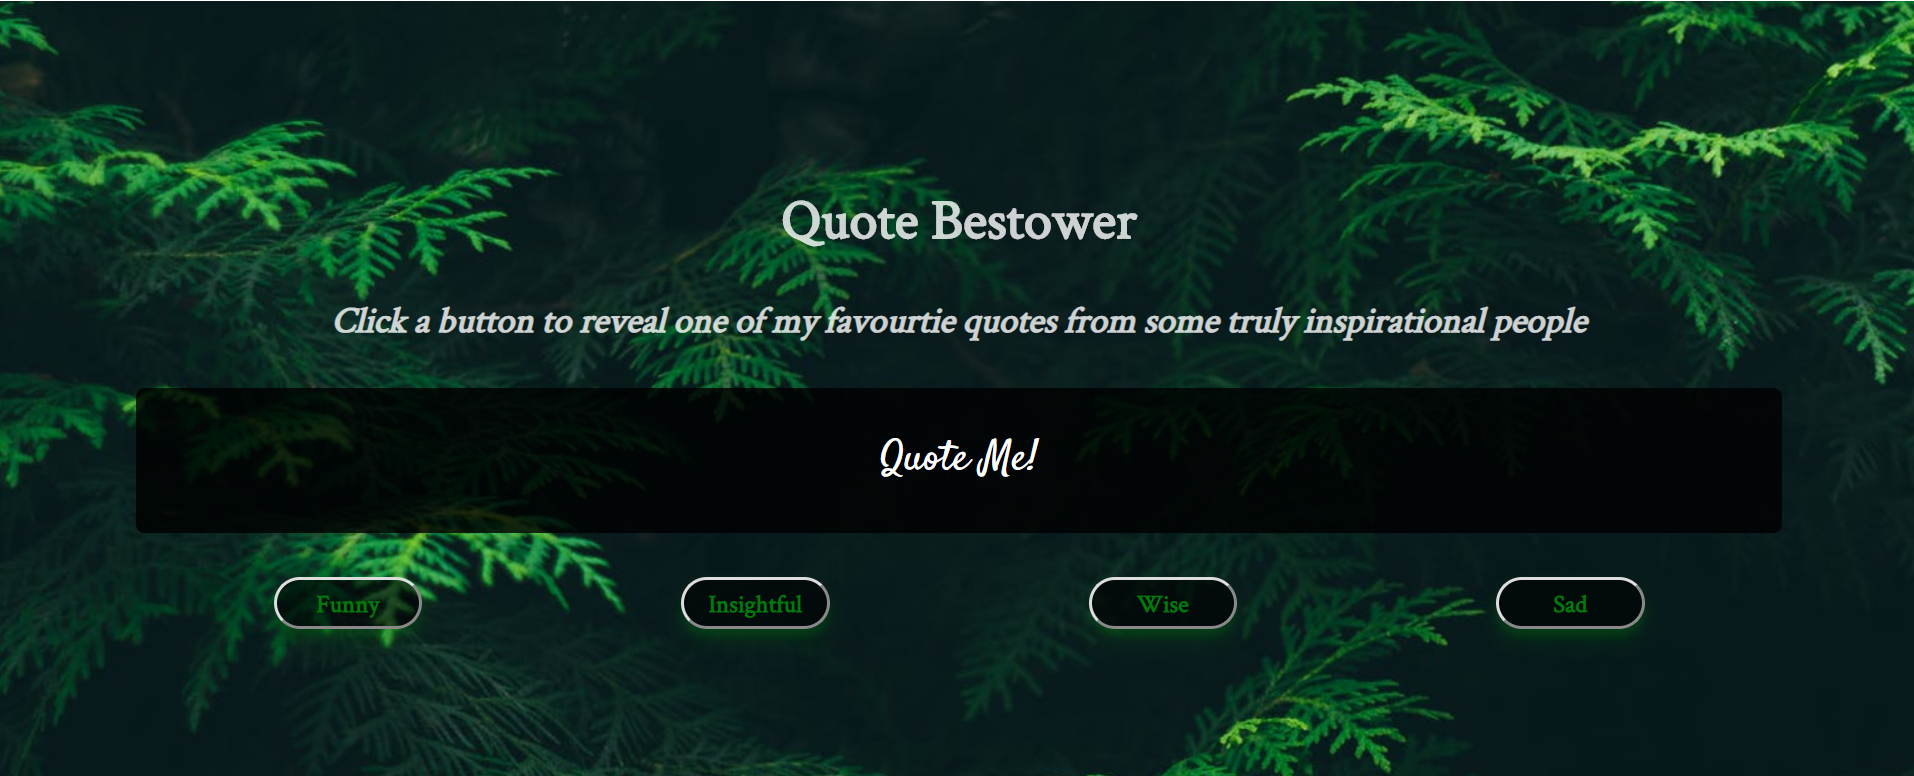 Quote Bestower
Click a button to reveal one of my favourtie quotes from some truly inspirational people
Quote Me!
Funny
Insightful
Wise
Sad